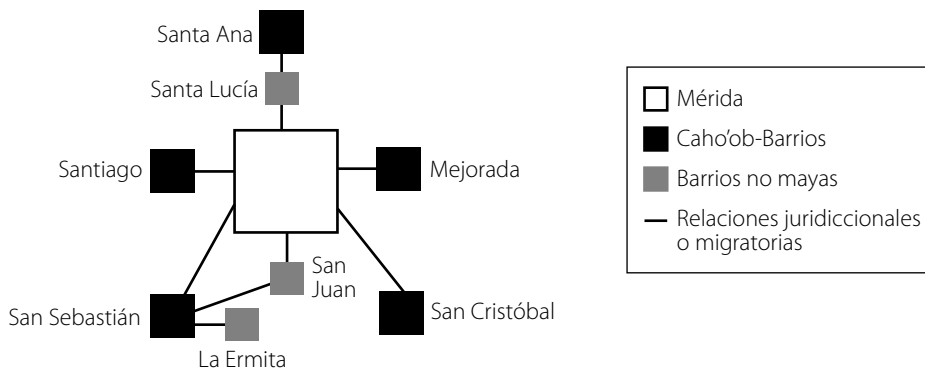 Santa Ana
Santa Lucía
Santiago
Mejorada
San
Juan
San Sebastián
San Cristóbal
La Ermita
Mérida
Caho'ob-Barrios
Barrios no mayas
Relaciones juridiccionales
o migratorias